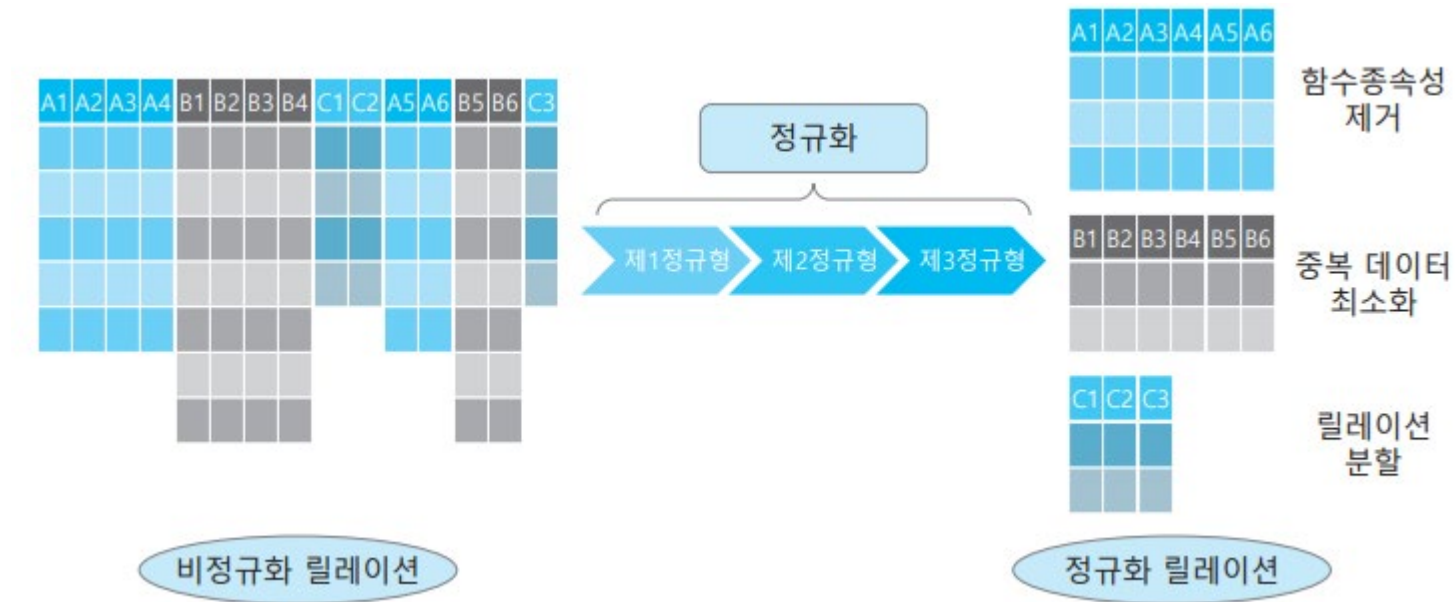 A1 A2 A3 A4 B1 B2 B3 B4 C1 C2 A5 A6 B5 B6 C3
비정규화 릴레이션
정규화
제1정규형 제2정규형 제3정규형
A1 A2 A3 A4 A5 A6
함수종속성
제거
B1 B2 B3 B4 B5 B6
중복 데이터
최소화
C1 C2 C3
릴레이션
분할
정규화 릴레이션